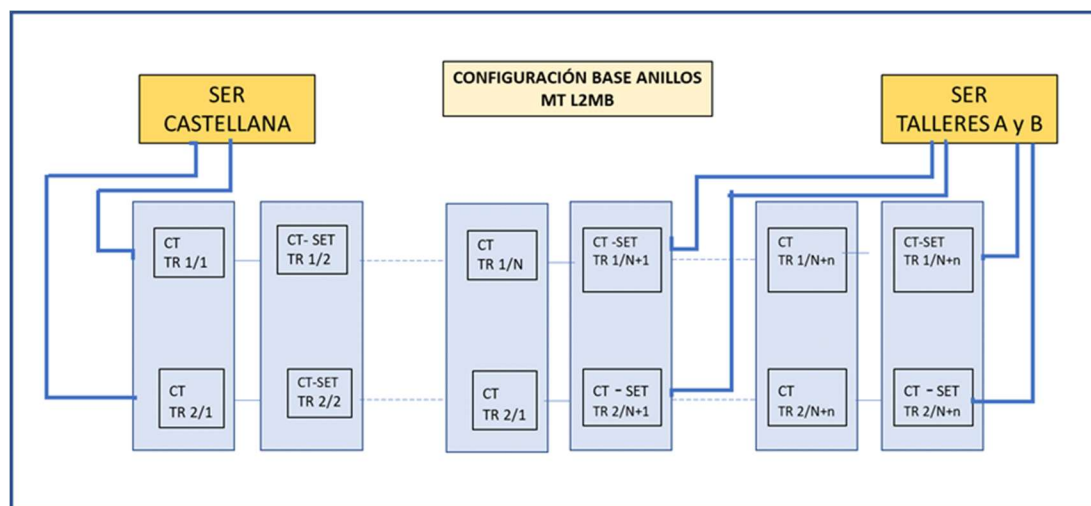 CONFIGURACIÓN BASE ANILLOS
MT L2MB
SER
CASTELLANA
SER
TALLERES A y B
CT
TR 1/1
CT- SET
TR 1/2
CT
TR 1/N
CT -SET
TR 1/N+1
CT
TR 1/N+n
CT-SET
TR 1/N+n
CT
TR 2/1
CT-SET
TR 2/2
CT
TR 2/1
CT - SET
TR 2/N+1
CT
TR 2/N+n
CT - SET
TR 2/N+n